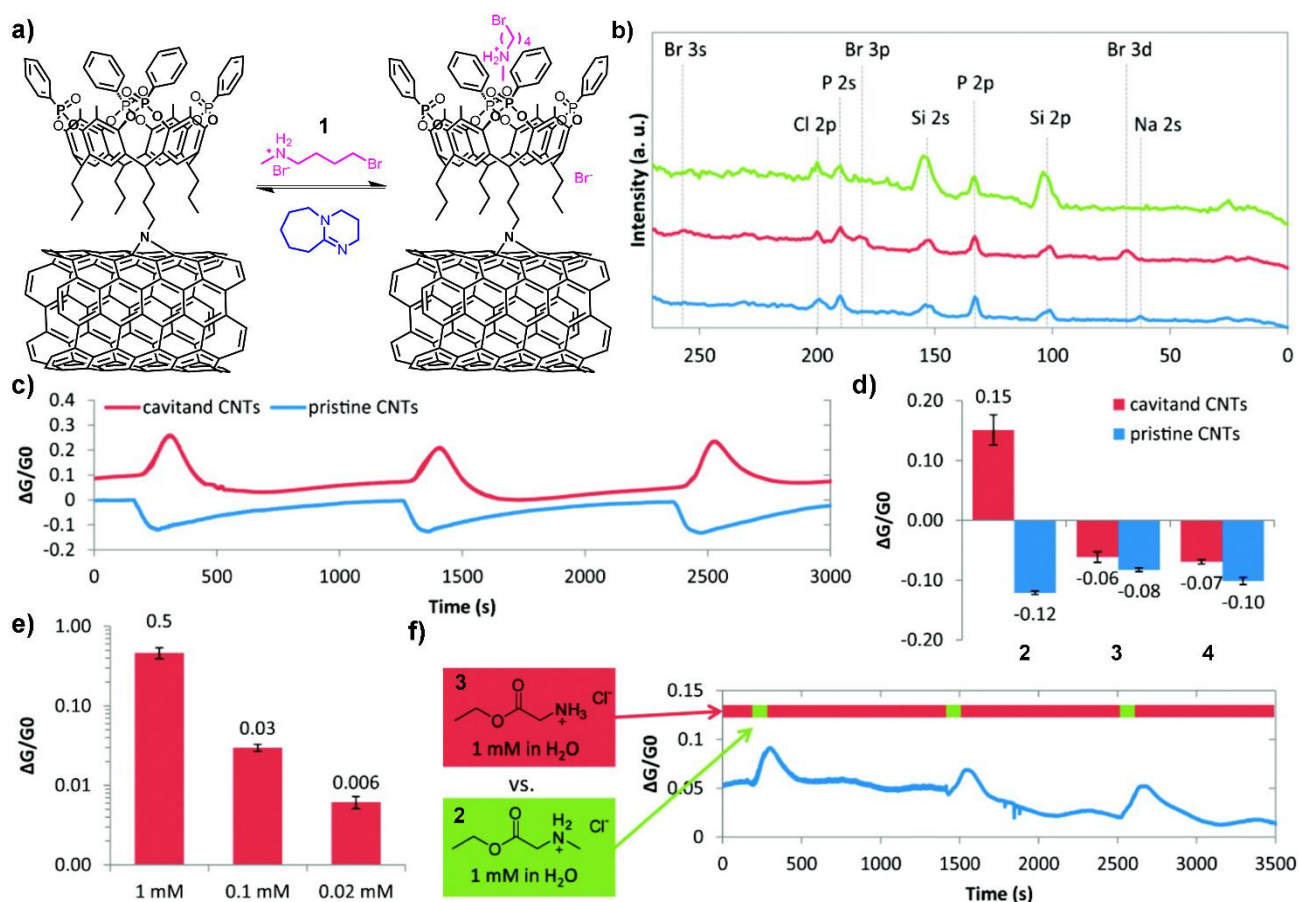 a)
Br
( )4
H2N
+
P
O
O
P
O
O
P
O
O
P
O
O
N
1
H2
N
+
Br-
Br
N
N
Br-
N
b)
Br 3s
Br 3p
Br 3d
P 2s
P 2p
Cl 2p
Si 2s
Si 2p
Na 2s
Intensity (a. u.)
250
200
150
100
50
0
c)
cavitand CNTs
pristine CNTs
0.4
0.3
0.2
0.1
0
-0.1
-0.2
ΔG/G0
0
500
1000
1500
2000
2500
3000
Time (s)
d)
cavitand CNTs
pristine CNTs
0.20
0.10
0.00
-0.10
-0.20
ΔG/G0
0.15
-0.12
-0.06
-0.08
-0.07
-0.10
2
3
4
e)
1.00
0.10
0.01
0.00
ΔG/G0
0.5
0.03
0.006
1 mM
0.1 mM
0.02 mM
f)
3
O
O
NH3
+
Cl-
1 mM in H2O
vs.
2
O
O
H2
N
+
Cl-
1 mM in H2O
0.15
0.1
0.05
0
ΔG/G0
0
500
1000
1500
2000
2500
3000
3500
Time (s)